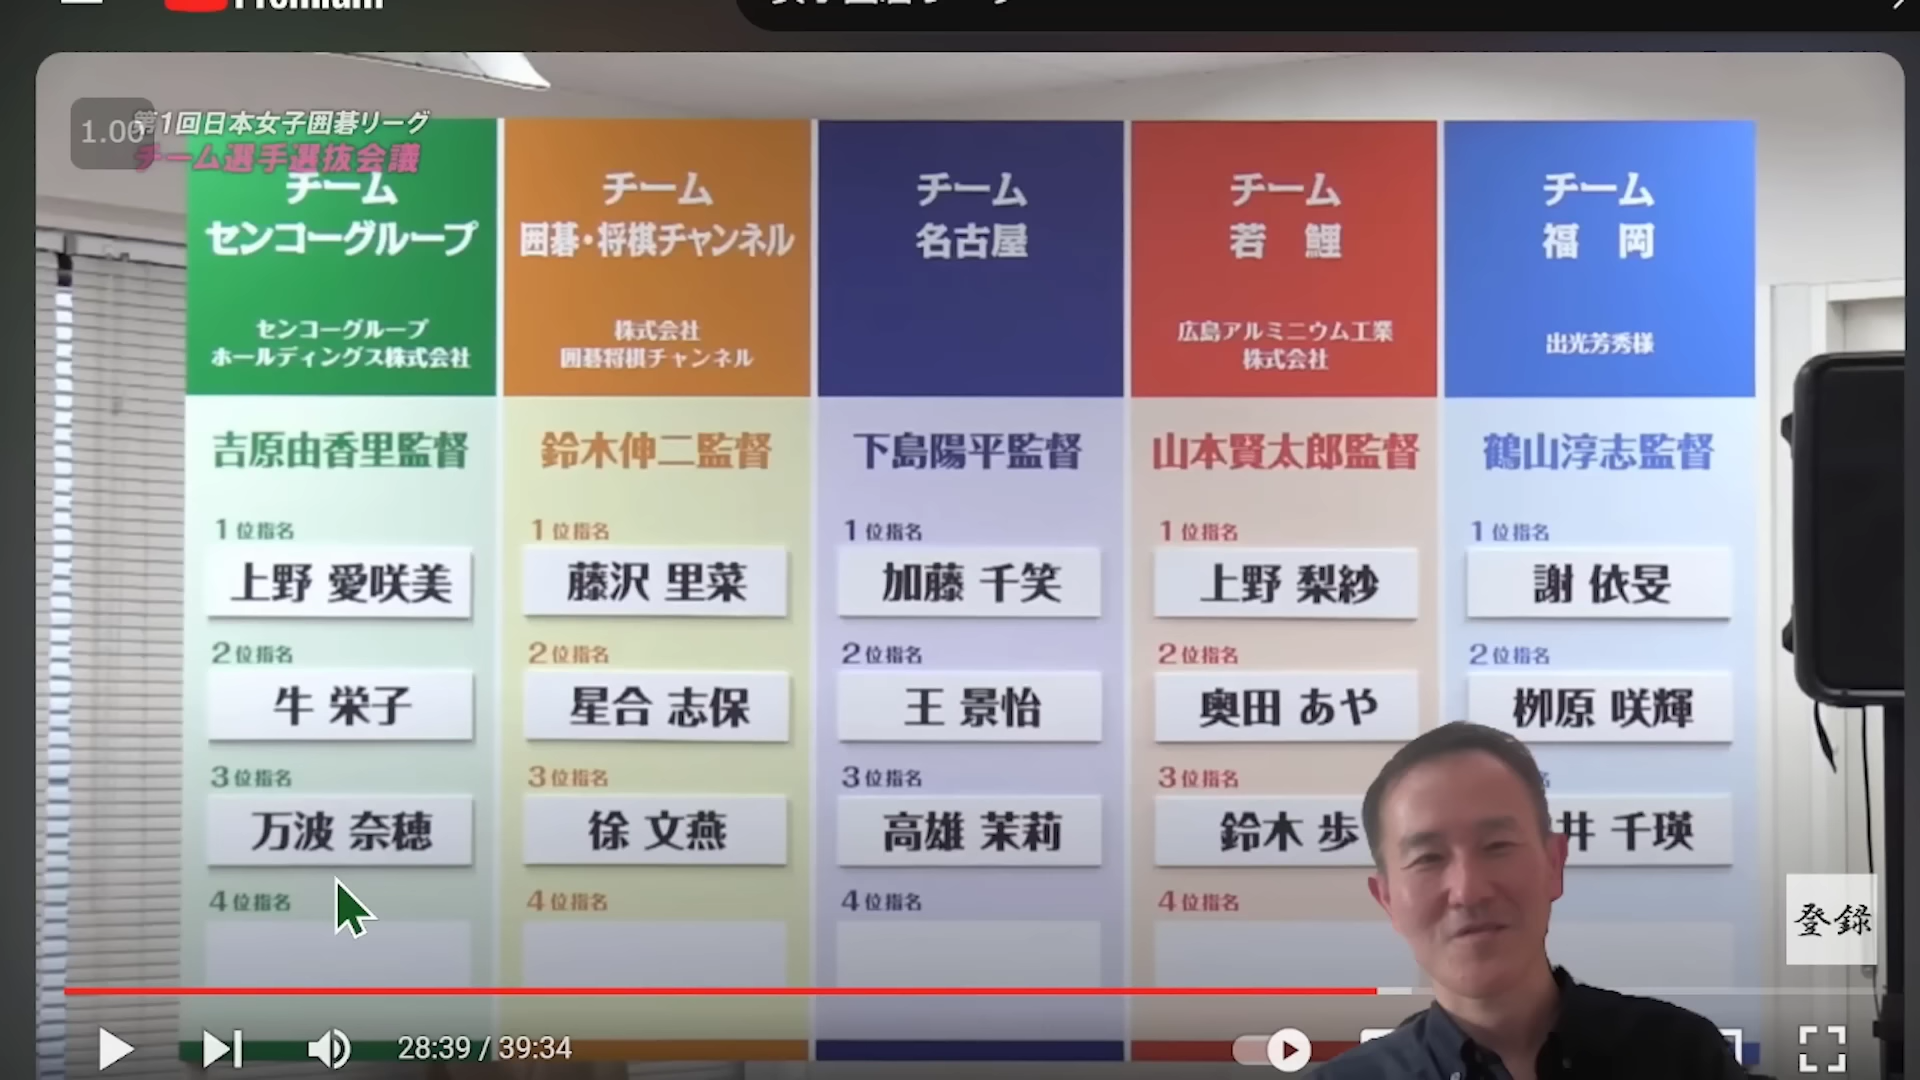 Premium
1.00
第1回日本女子囲碁リーグ
チーム選手選抜会議
チーム
センコーグループ
センコーグループ
ホールディングス株式会社
吉原由香里監督
1位指名
上野 愛咲美
2位指名
牛 栄子
3位指名
万波 奈穂
4位指名
チーム
囲碁・将棋チャンネル
株式会社
囲碁将棋チャンネル
鈴木伸二監督
1位指名
藤沢 里菜
2位指名
星合 志保
3位指名
徐 文燕
4位指名
チーム
名古屋
下島陽平監督
1位指名
加藤 千笑
2位指名
王 景怡
3位指名
高雄 茉莉
4位指名
チーム
若 鯉
広島アルミニウム工業
株式会社
山本賢太郎監督
1位指名
上野 梨紗
2位指名
奥田 あや
3位指名
鈴木 歩
4位指名
チーム
福 岡
出光芳秀様
鶴山淳志監督
1位指名
謝 依旻
2位指名
栁原 咲輝
井 千瑛
登録
28:39 / 39:34